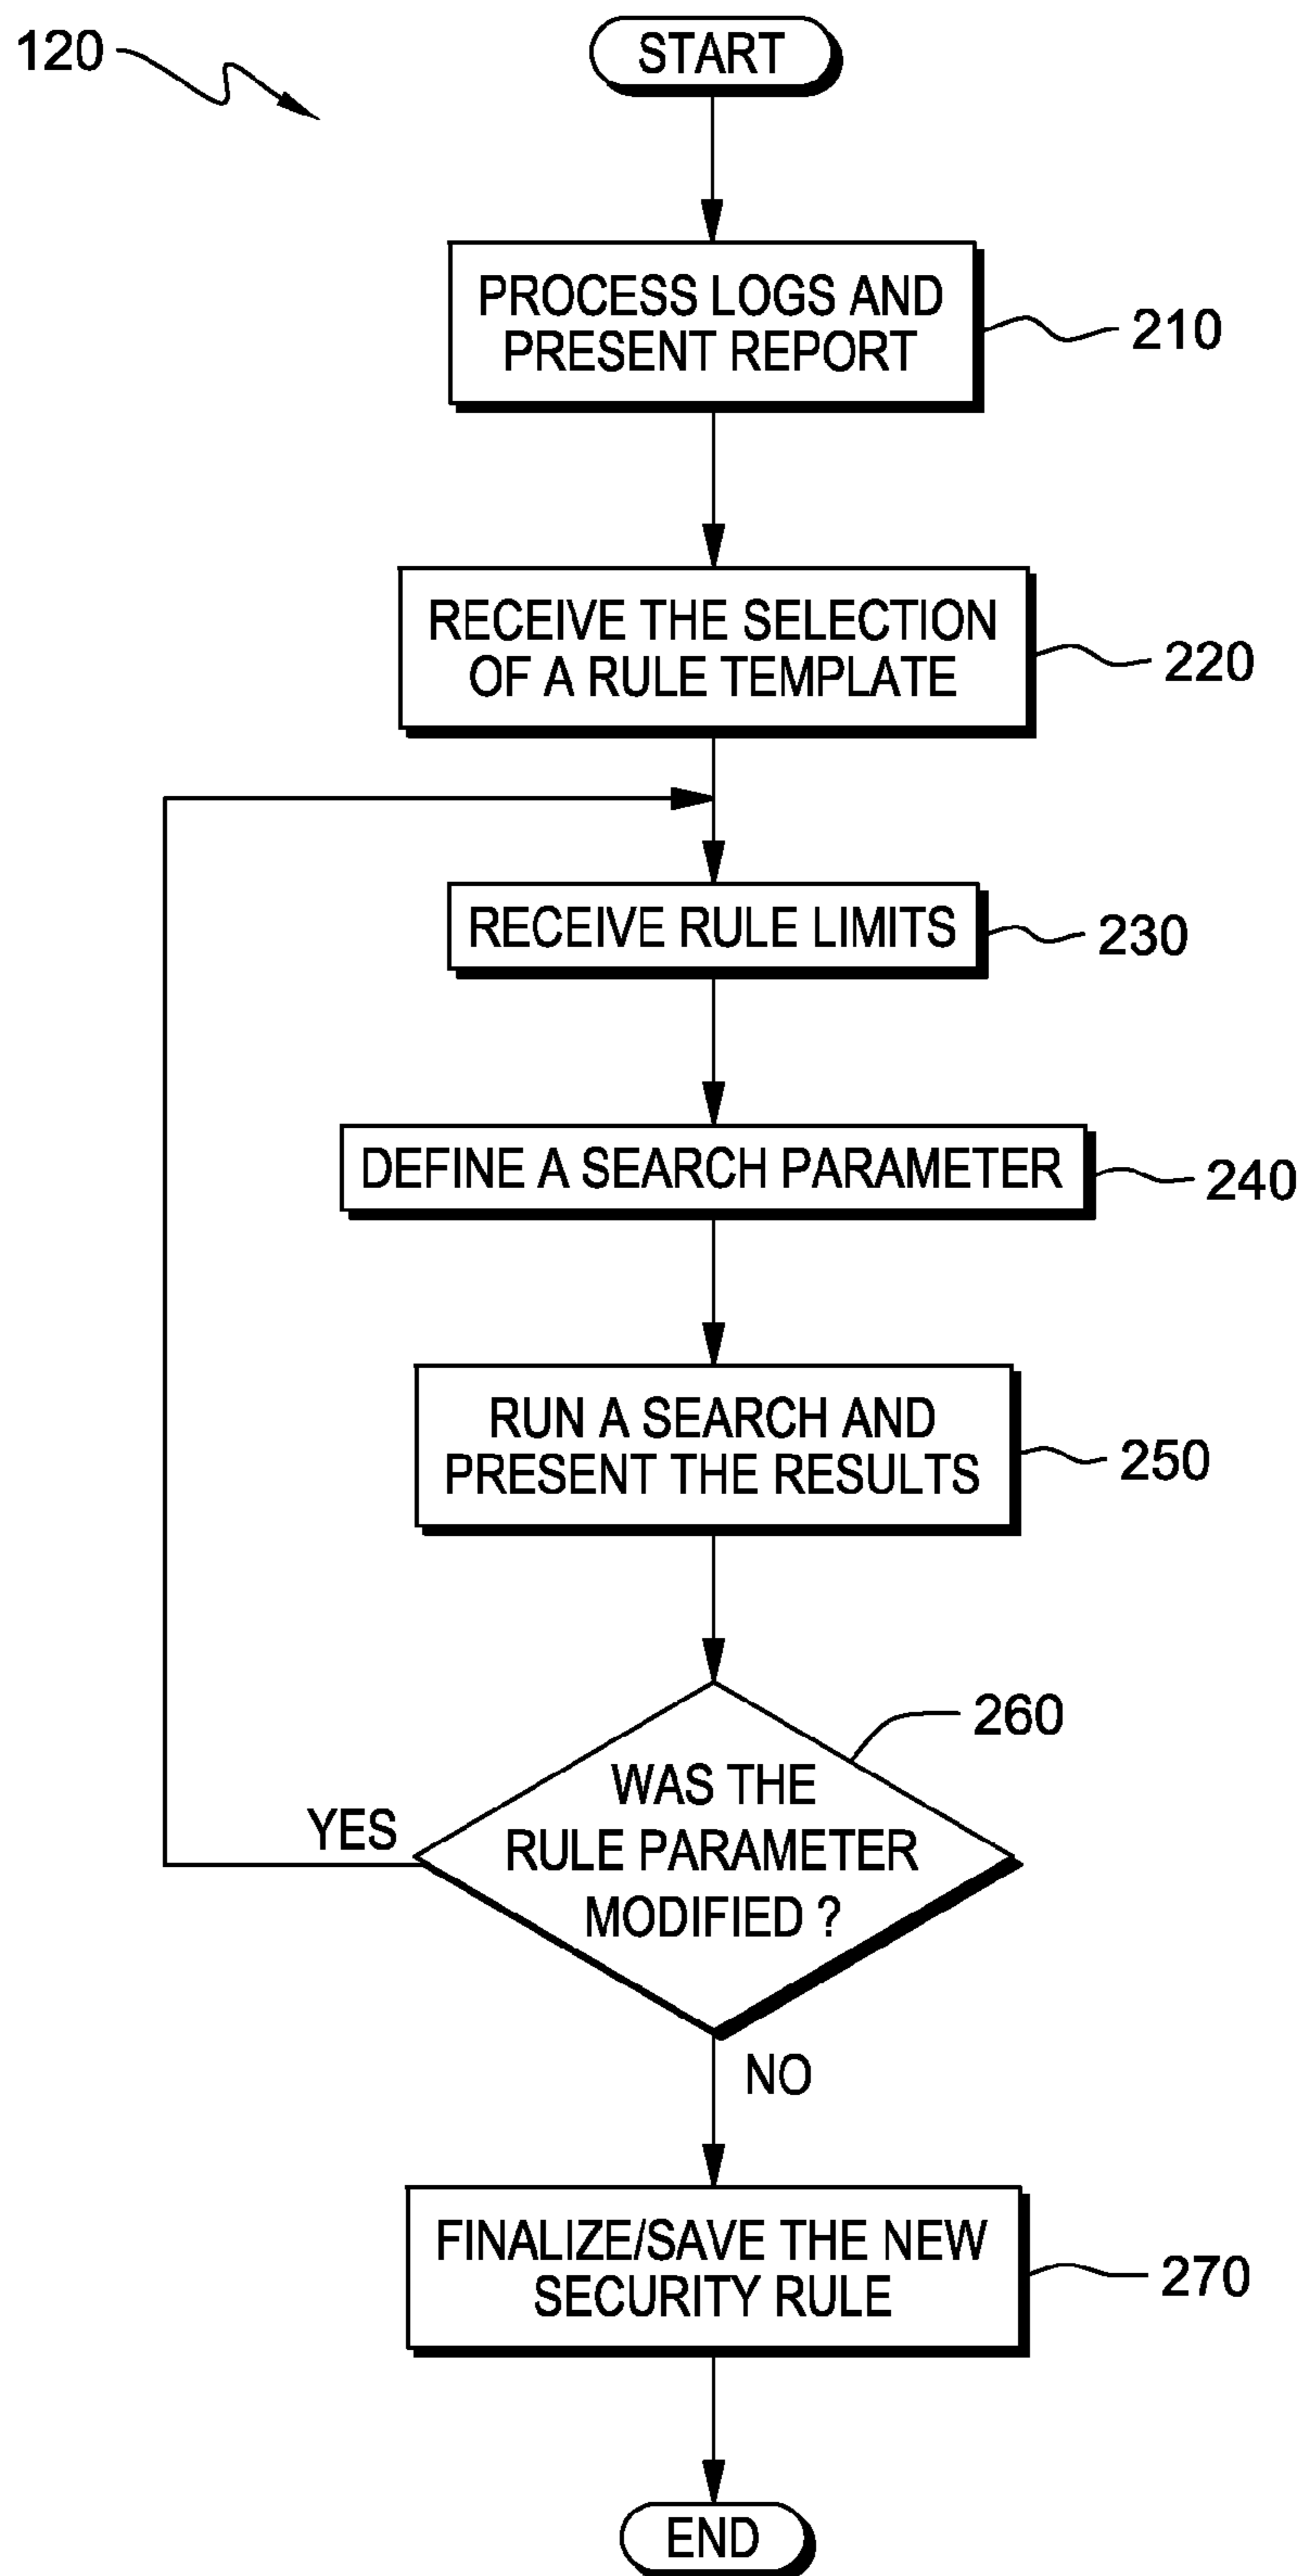 120
START
PROCESS LOGS AND
PRESENT REPORT
210
RECEIVE THE SELECTION
OF A RULE TEMPLATE
220
RECEIVE RULE LIMITS
230
DEFINE A SEARCH PARAMETER
240
RUN A SEARCH AND
PRESENT THE RESULTS
250
260
WAS THE
RULE PARAMETER
MODIFIED ?
YES
NO
FINALIZE/SAVE THE NEW
SECURITY RULE
270
END